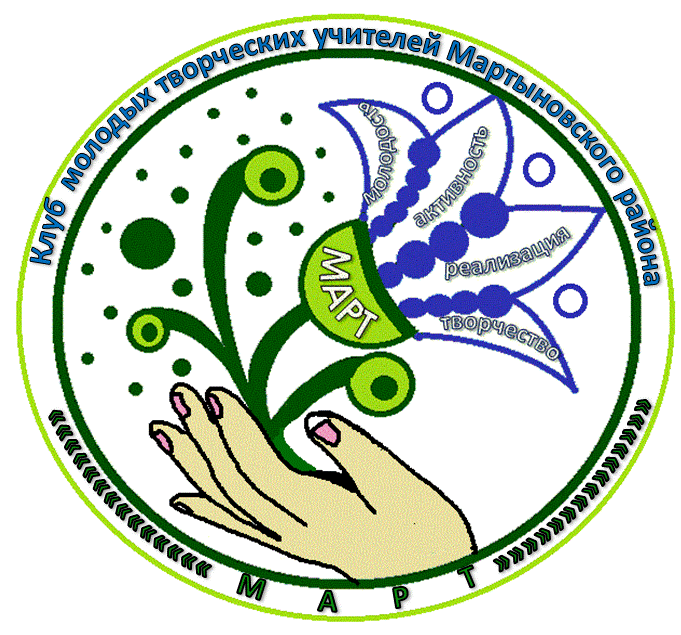 Клуб молодых творческих учителей Мартыновского района
молодость
активность
реализация
творчество
МАРТ
««««««««««««««« М А Р Т »»»»»»»»»»»»»»»